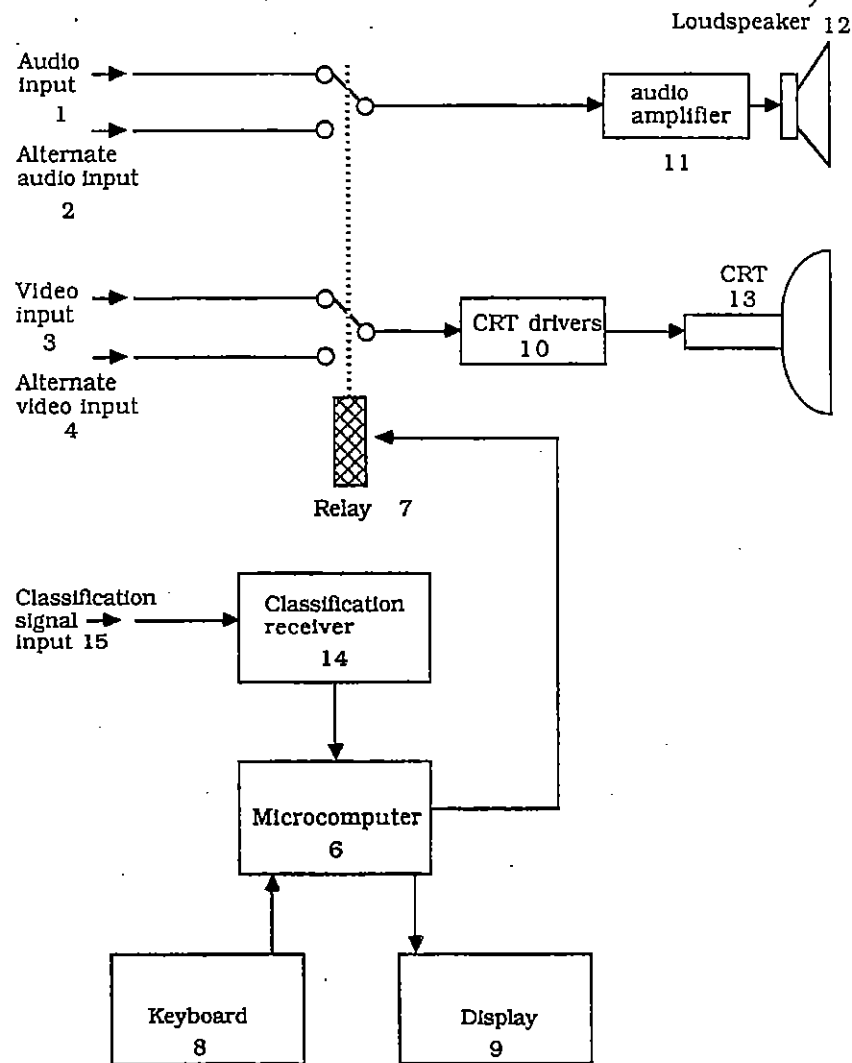 Loudspeaker 12
Audio
input
1
audio
amplifier
11
Alternate
audio input
2
Video
input
3
CRT
13
CRT drivers
10
Alternate
video input
4
Relay 7
Classification
signal
input 15
Classification
receiver
14
Microcomputer
6
Keyboard
8
Display
9